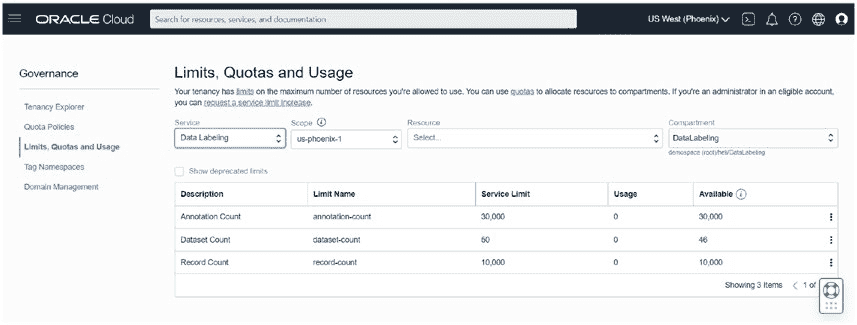 ORACLE Cloud
Search for resources, services, and documentation
US West (Phoenix)
Governance
Tenancy Explorer
Quota Policies
Limits, Quotas and Usage
Tag Namespaces
Domain Management
Limits, Quotas and Usage
Your tenancy has limits on the maximum number of resources you're allowed to use. You can use quotas to allocate resources to compartments. If you're an administrator in an eligible account,
you can request a service limit increase.
Service Scope Resource Compartment
Data Labeling us-phoenix-1 Select... DataLabeling
Show deprecated limits
Description Limit Name Service Limit Usage Available
Annotation Count annotation-count 30,000 0 30,000
Dataset Count dataset-count 50 0 46
Record Count record-count 10,000 0 10,000
Showing 3 Items < 1 of